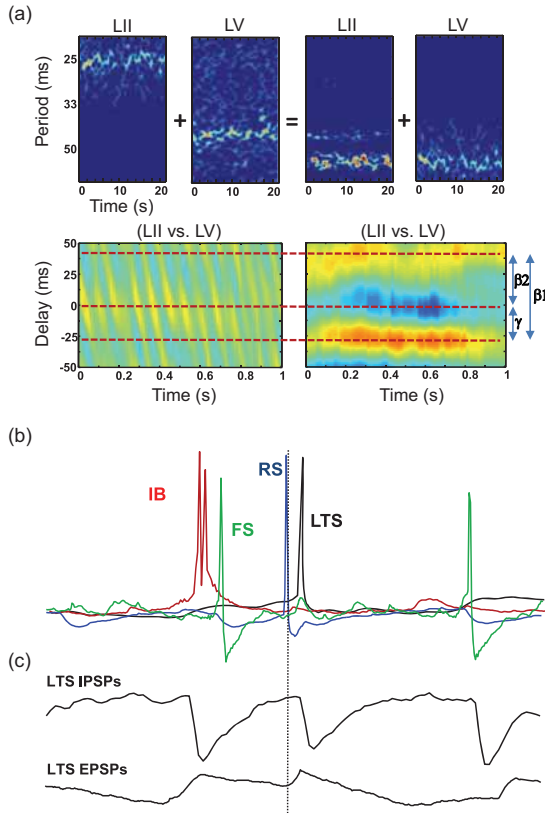 (a)
LII LV LII LV
Period (ms)
25
33
50
+ = +
0 10 20 0 10 20 0 10 20 0 10 20
Time (s)
(LII vs. LV) (LII vs. LV)
Delay (ms)
50
25
0
-25
-50
β2
β1
γ
0 0.2 0.4 0.6 0.8 1 0 0.2 0.4 0.6 0.8 1
Time (s) Time (s)
(b)
IB
FS
RS
LTS
(c)
LTS IPSPs
LTS EPSPs